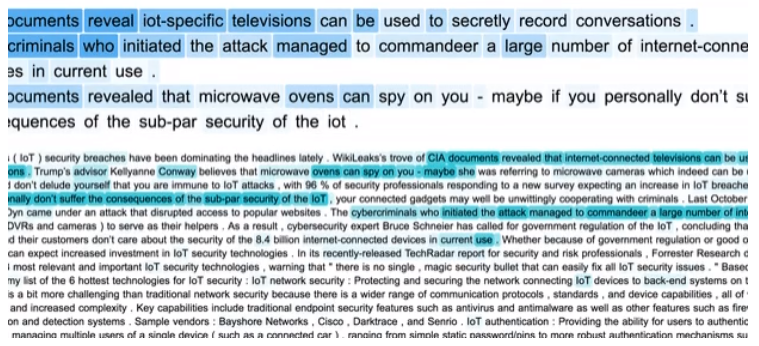 ocuments reveal iot-specific televisions can be used to secretly record conversations .
criminals who initiated the attack managed to commandeer a large number of internet-conne
es in current use .
ocuments revealed that microwave ovens can spy on you - maybe if you personally don't su
equences of the sub-par security of the iot .
( IoT ) security breaches have been dominating the headlines lately . WikiLeaks's trove of CIA documents revealed that internet-connected televisions can be us
ons . Trump's advisor Kellyanne Conway believes that microwave ovens can spy on you - maybe she was referring to microwave cameras which indeed can be
don't delude yourself that you are immune to IoT attacks , with 96 % of security professionals responding to a new survey expecting an increase in IoT breache
nally don't suffer the consequences of the sub-par security of the IoT , your connected gadgets may well be unwittingly cooperating with criminals . Last October
Dyn came under an attack that disrupted access to popular websites . The cybercriminals who initiated the attack managed to commandeer a large number of int
DVRs and cameras ) to serve as their helpers . As a result , cybersecurity expert Bruce Schneier has called for government regulation of the IoT , concluding tha
d their customers don't care about the security of the 8.4 billion internet-connected devices in current use . Whether because of government regulation or good o
can expect increased investment in IoT security technologies . In its recently-released TechRadar report for security and risk professionals , Forrester Research d
most relevant and important IoT security technologies , warning that " there is no single , magic security bullet that can easily fix all IoT security issues . " Based
my list of the 6 hottest technologies for IoT security : IoT network security : Protecting and securing the network connecting IoT devices to back-end systems on t
is a bit more challenging than traditional network security because there is a wider range of communication protocols , standards , and device capabilities , all of
and increased complexity . Key capabilities include traditional endpoint security features such as antivirus and antimalware as well as other features such as fire
on and detection systems . Sample vendors : Bayshore Networks , Cisco , Darktrace , and Senrio . IoT authentication : Providing the ability for users to authentic
managing multiple users of a single device ( such as a connected car ) , ranging from simple static password/pins to more robust authentication mechanisms su